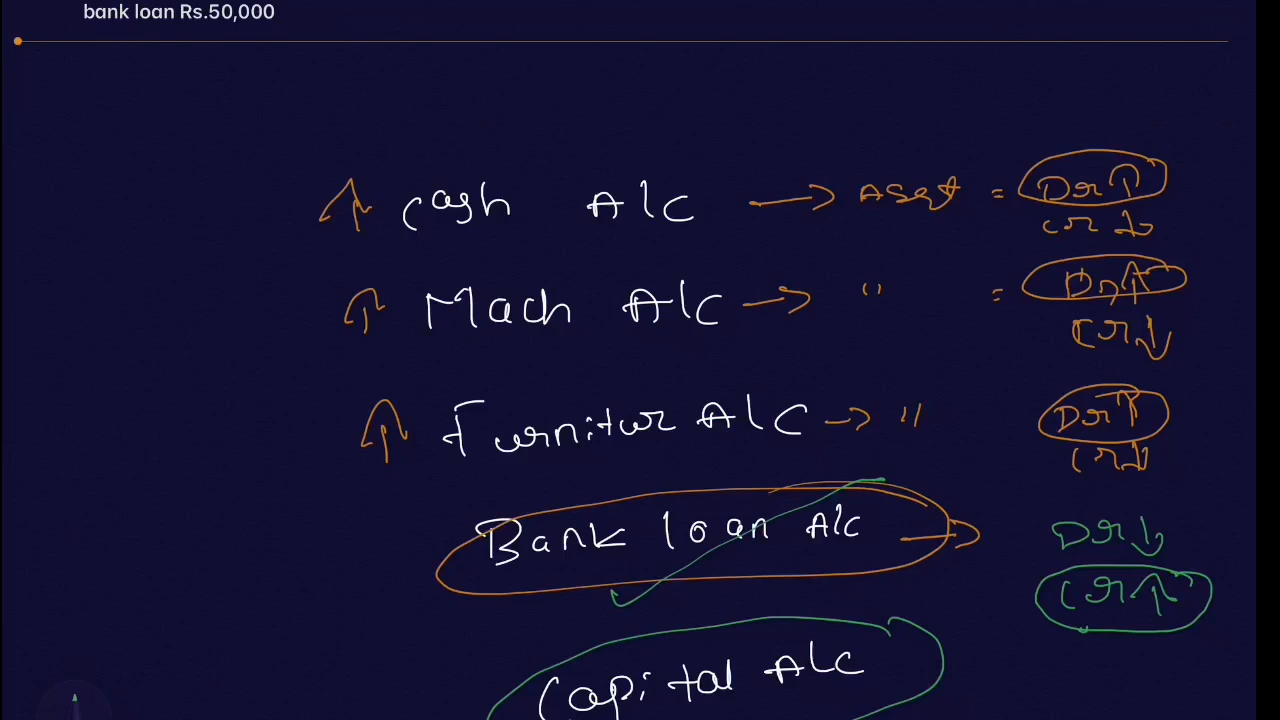 bank loan Rs.50,000
↑ Cash A/c → Asset = Dr ↑
Cr ↓
↑ Mach A/c → " = Dr ↑
Cr ↓
↑ Furnitur A/c → " Dr ↑
Cr ↓
Bank loan A/c → Dr ↓
Cr ↑
Capital A/c